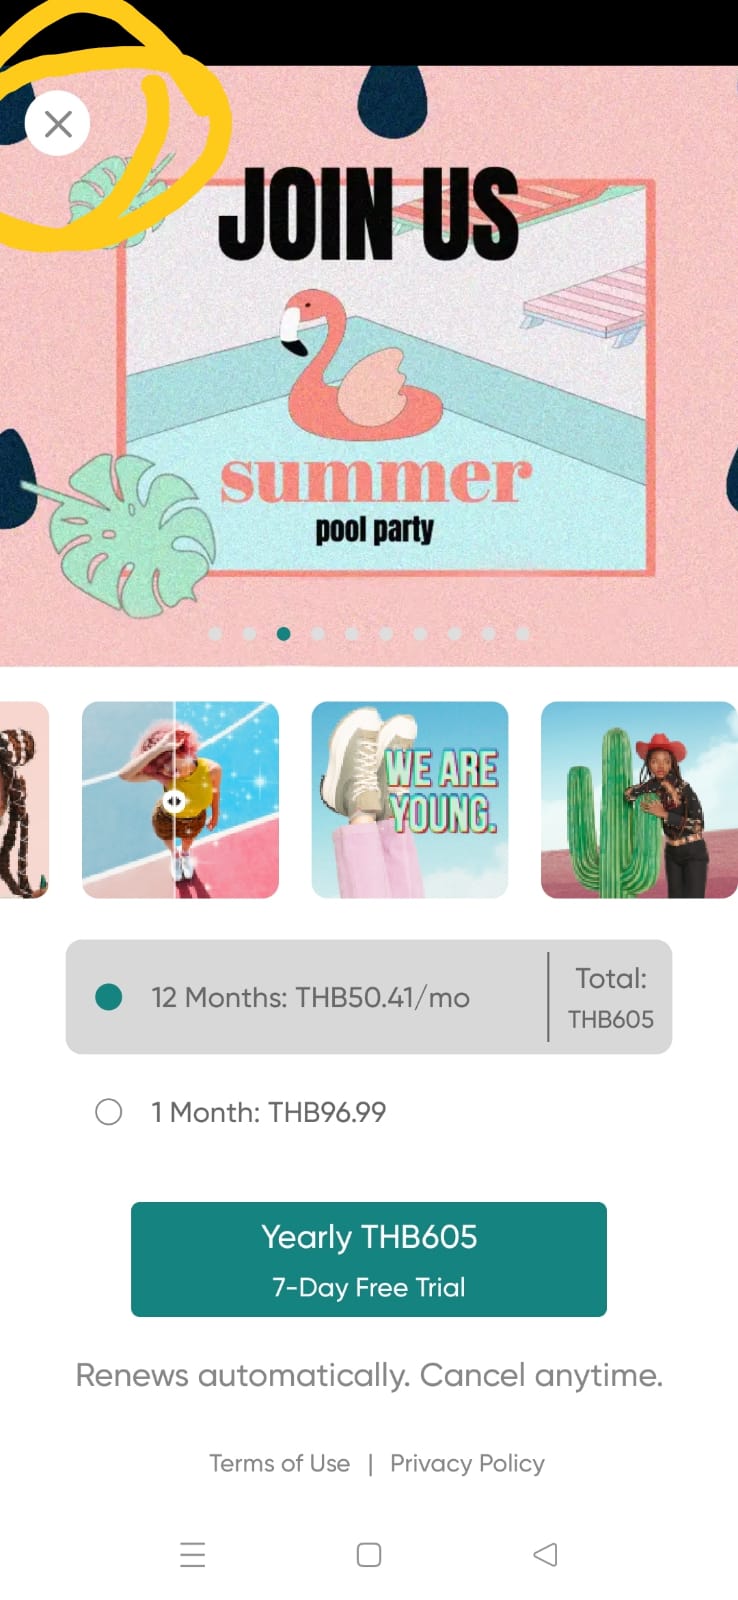 JOIN US
summer
pool party
WE ARE
YOUNG.
12 Months: THB50.41/mo
Total:
THB605
1 Month: THB96.99
Yearly THB605
7-Day Free Trial
Renews automatically. Cancel anytime.
Terms of Use | Privacy Policy